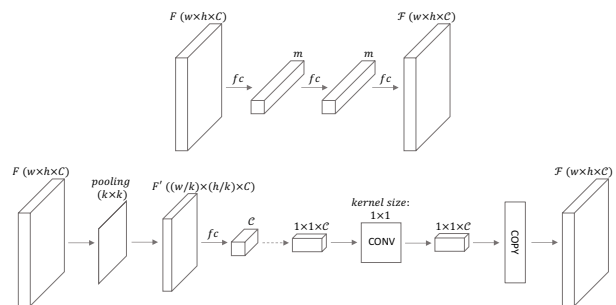 F (w×h×C) ℱ (w×h×C)
m m
fc fc fc
F (w×h×C) ℱ (w×h×C)
pooling
(k×k)
F′ ((w/k)×(h/k)×C)
fc
C
1×1×C
kernel size:
1×1
CONV
1×1×C
COPY